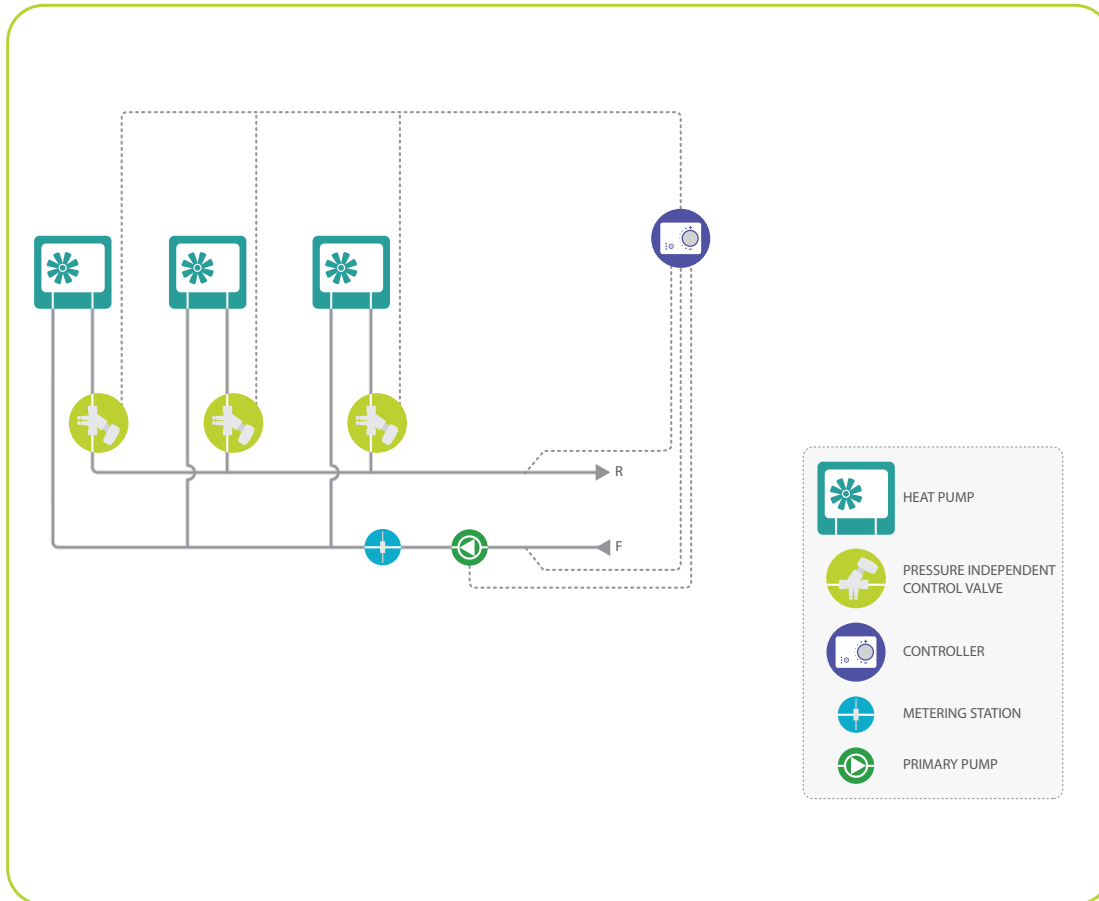 R
F
HEAT PUMP
PRESSURE INDEPENDENT
CONTROL VALVE
CONTROLLER
METERING STATION
PRIMARY PUMP